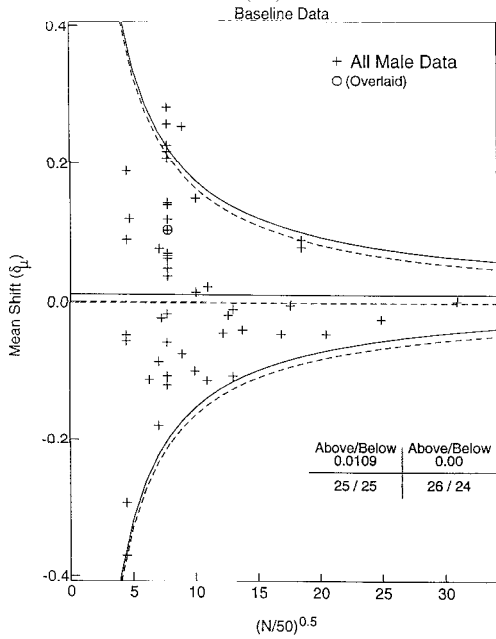 Baseline Data
0.4
+ All Male Data
⊕ (Overlaid)
0.2
Mean Shift (δμ)
0.0
-0.2
Above/Below Above/Below
0.0109 0.00
25 / 25 26 / 24
-0.4
0 5 10 15 20 25 30
(N/50)^0.5